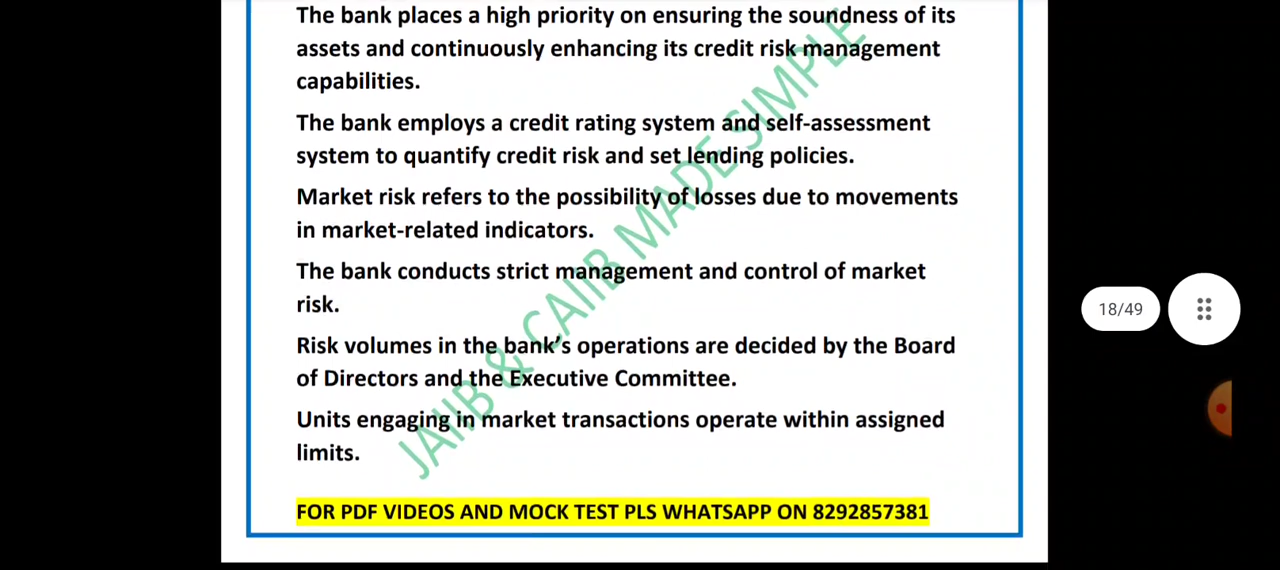 The bank places a high priority on ensuring the soundness of its
assets and continuously enhancing its credit risk management
capabilities.
The bank employs a credit rating system and self-assessment
system to quantify credit risk and set lending policies.
Market risk refers to the possibility of losses due to movements
in market-related indicators.
The bank conducts strict management and control of market
risk.
Risk volumes in the bank’s operations are decided by the Board
of Directors and the Executive Committee.
Units engaging in market transactions operate within assigned
limits.
FOR PDF VIDEOS AND MOCK TEST PLS WHATSAPP ON 8292857381
JAIIB & CAIIB MADE SIMPLE
18/49